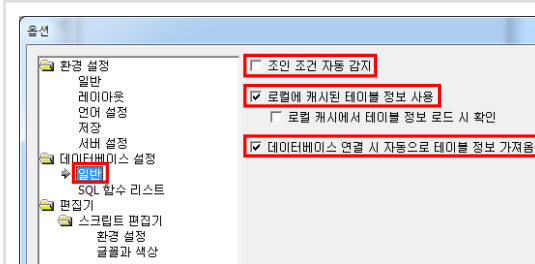 옵션
환경 설정
일반
레이아웃
언어 설정
저장
서버 설정
데이터베이스 설정
일반
SQL 함수 리스트
편집기
스크립트 편집기
환경 설정
글꼴과 색상
조인 조건 자동 감지
로컬에 캐시된 테이블 정보 사용
로컬 캐시에서 테이블 정보 로드 시 확인
데이터베이스 연결 시 자동으로 테이블 정보 가져옴